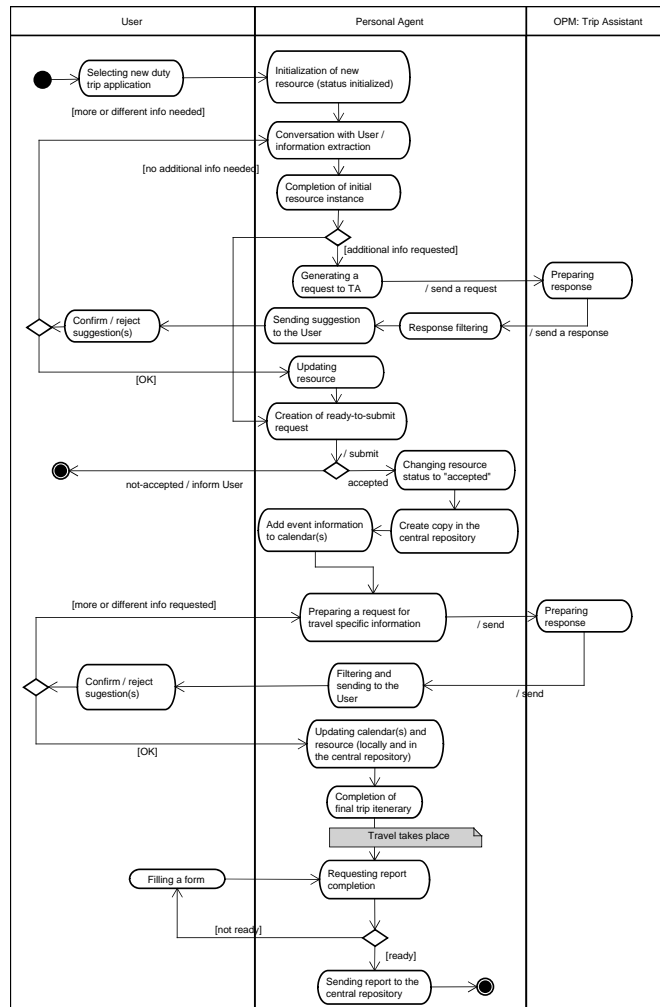 User
Personal Agent
OPM: Trip Assistant
Selecting new duty
trip application
Initialization of new
resource (status initialized)
[more or different info needed]
Conversation with User /
information extraction
[no additional info needed]
Completion of initial
resource instance
[additional info requested]
Generating a
request to TA
/ send a request
Preparing
response
Confirm / reject
suggestion(s)
Sending suggestion
to the User
Response filtering
/ send a response
[OK]
Updating
resource
Creation of ready-to-submit
request
/ submit
not-accepted / inform User
accepted
Changing resource
status to "accepted"
Add event information
to calendar(s)
Create copy in the
central repository
[more or different info requested]
Preparing a request for
travel specific information
/ send
Preparing
response
Confirm / reject
sugestion(s)
Filtering and
sending to the
User
/ send
[OK]
Updating calendar(s) and
resource (locally and in
the central repository)
Completion of
final trip itenerary
Travel takes place
Filling a form
Requesting report
completion
[not ready]
[ready]
Sending report to the
central repository